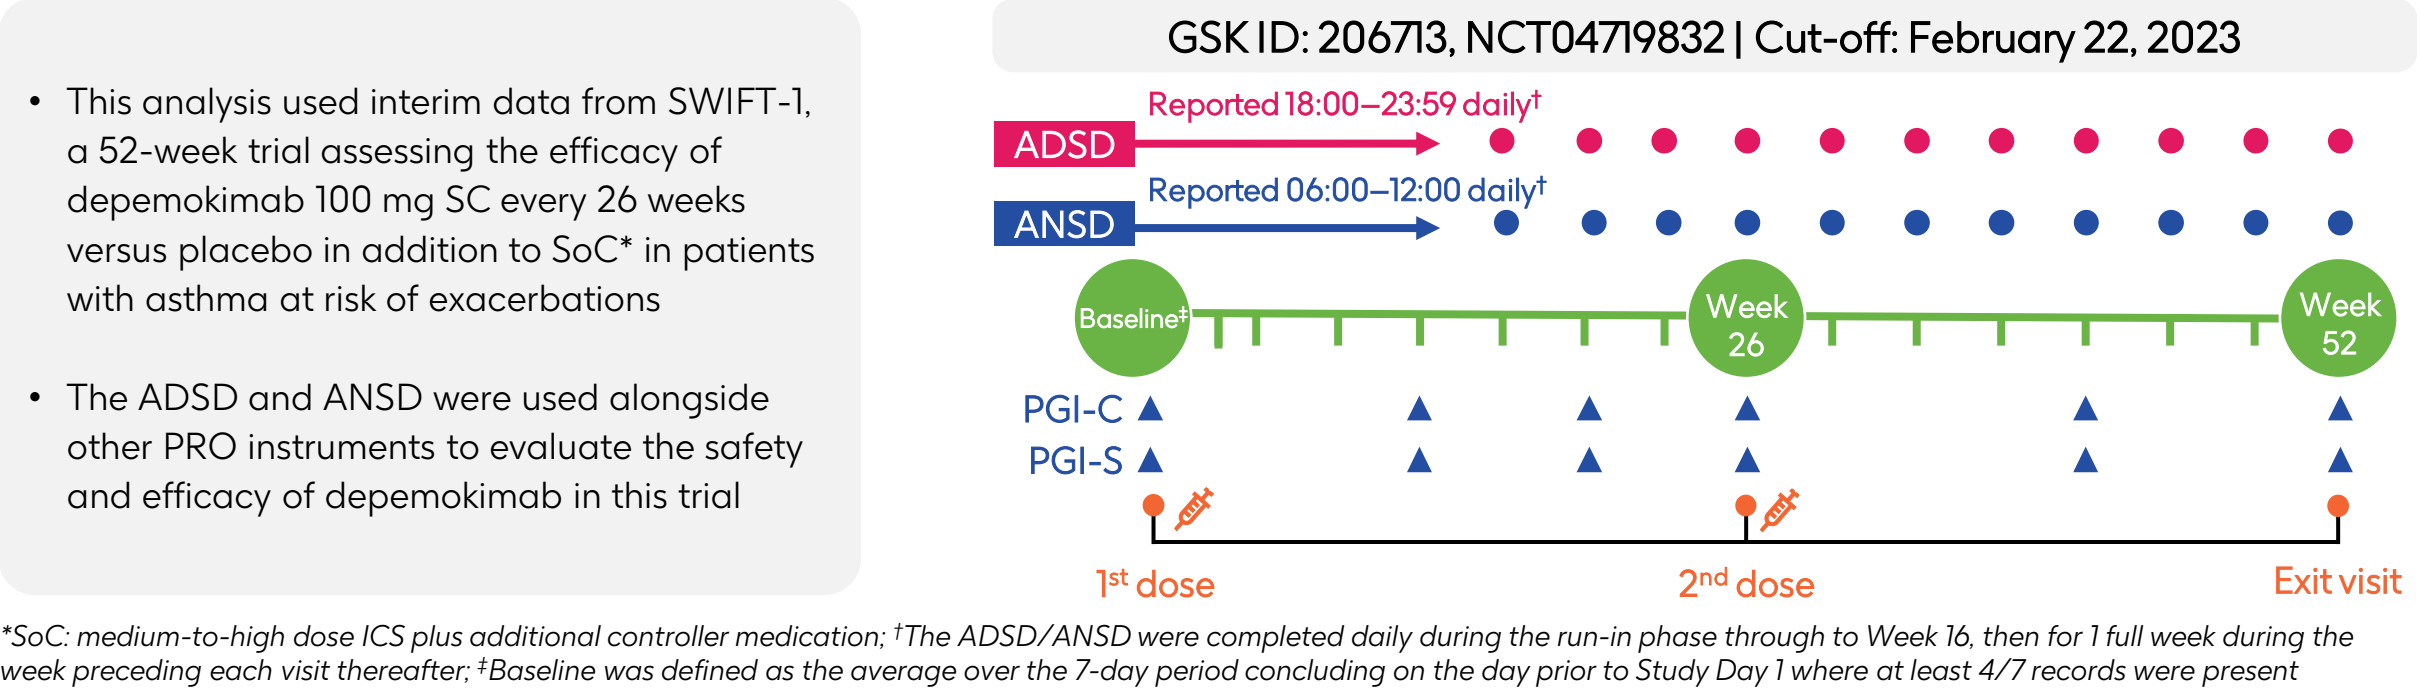 • This analysis used interim data from SWIFT-1,
a 52-week trial assessing the efficacy of
depemokimab 100 mg SC every 26 weeks
versus placebo in addition to SoC* in patients
with asthma at risk of exacerbations
• The ADSD and ANSD were used alongside
other PRO instruments to evaluate the safety
and efficacy of depemokimab in this trial
GSK ID: 206713, NCT04719832 | Cut-off: February 22, 2023
Reported 18:00–23:59 daily†
ADSD
Reported 06:00–12:00 daily†
ANSD
Baseline‡
Week
26
Week
52
PGI-C
PGI-S
1st dose
2nd dose
Exit visit
*SoC: medium-to-high dose ICS plus additional controller medication; †The ADSD/ANSD were completed daily during the run-in phase through to Week 16, then for 1 full week during the
week preceding each visit thereafter; ‡Baseline was defined as the average over the 7-day period concluding on the day prior to Study Day 1 where at least 4/7 records were present